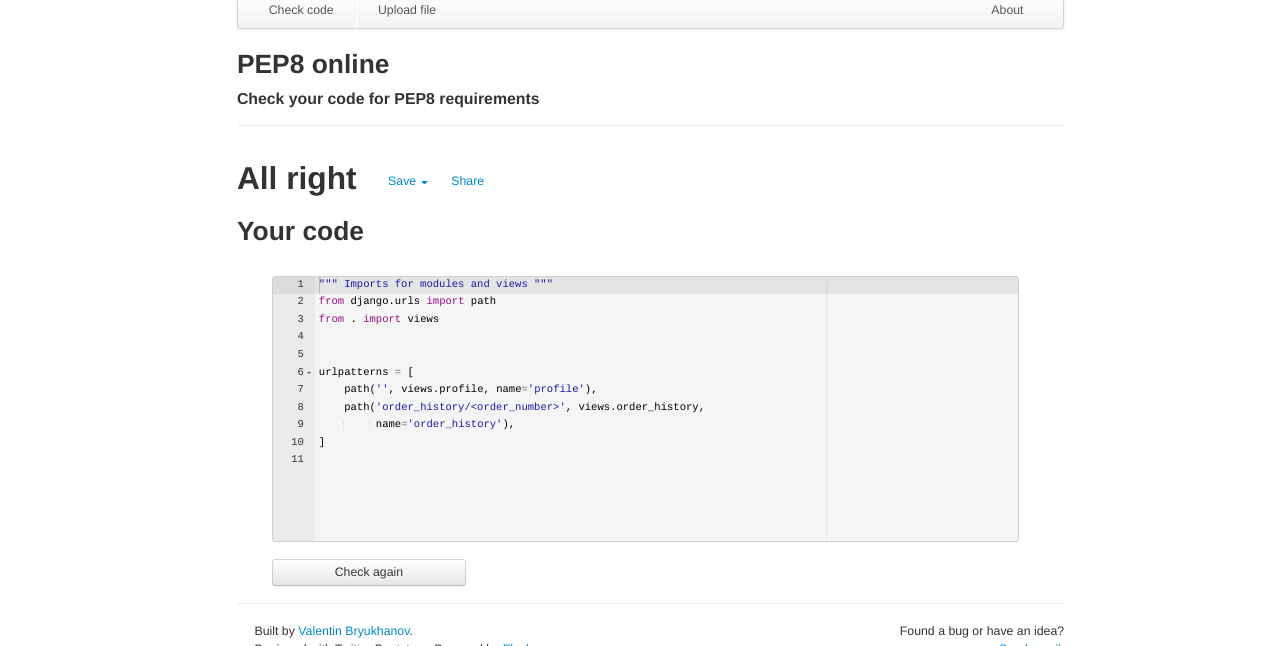 Check code Upload file About
PEP8 online
Check your code for PEP8 requirements
All right Save Share
Your code
1 """ Imports for modules and views """
2 from django.urls import path
3 from . import views
4
5
6 urlpatterns = [
7     path('', views.profile, name='profile'),
8     path('order_history/<order_number>', views.order_history,
9          name='order_history'),
10 ]
11
Check again
Built by Valentin Bryukhanov. Found a bug or have an idea?